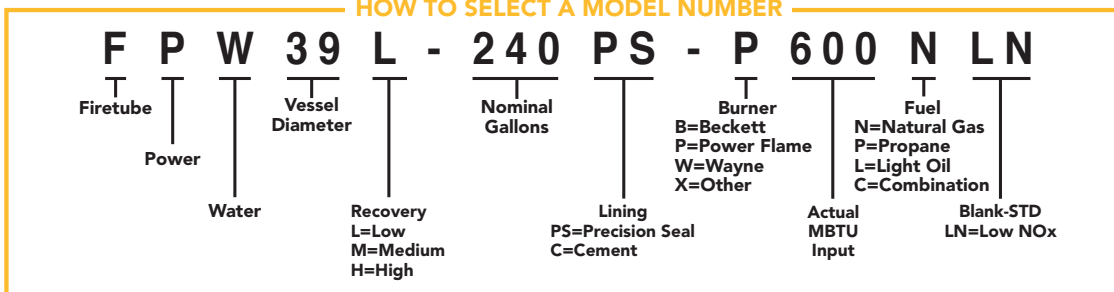 HOW TO SELECT A MODEL NUMBER
F P W 39 L - 240 PS - P 600 N LN
Firetube
Power
Water
Vessel
Diameter
Recovery
L=Low
M=Medium
H=High
Nominal
Gallons
Lining
PS=Precision Seal
C=Cement
Burner
B=Beckett
P=Power Flame
W=Wayne
X=Other
Actual
MBTU
Input
Fuel
N=Natural Gas
P=Propane
L=Light Oil
C=Combination
Blank-STD
LN=Low NOx